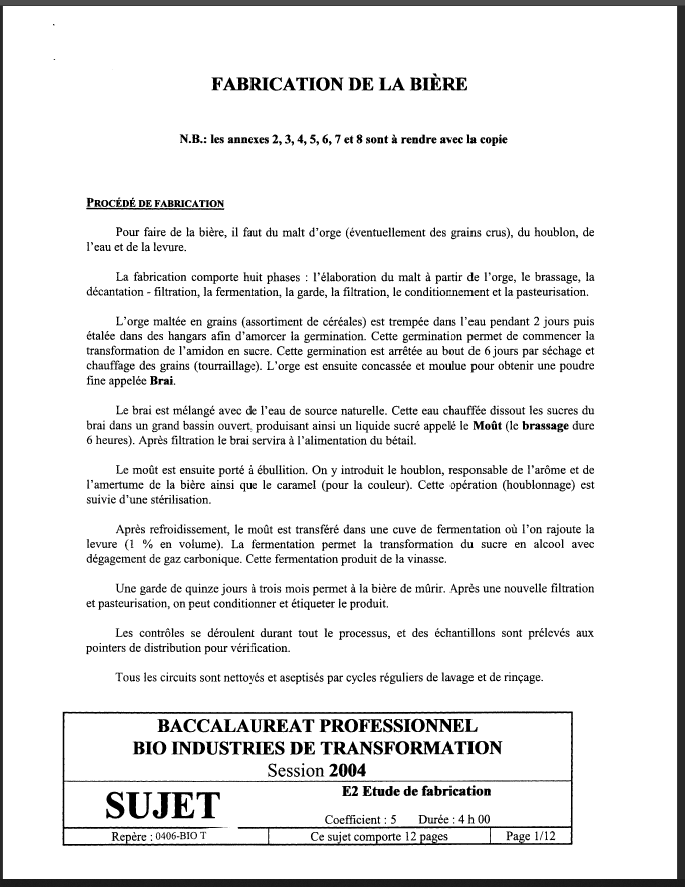 FABRICATION DE LA BIÈRE
N.B.: les annexes 2, 3, 4, 5, 6, 7 et 8 sont à rendre avec la copie
PROCÉDÉ DE FABRICATION
Pour faire de la bière, il faut du malt d'orge (éventuellement des grains crus), du houblon, de
l'eau et de la levure.
La fabrication comporte huit phases : l'élaboration du malt à partir de l'orge, le brassage, la
décantation - filtration, la fermentation, la garde, la filtration, le conditionnement et la pasteurisation.
L'orge maltée en grains (assortiment de céréales) est trempée dans l'eau pendant 2 jours puis
étalée dans des hangars afin d'amorcer la germination. Cette germination permet de commencer la
transformation de l'amidon en sucre. Cette germination est arrêtée au bout de 6 jours par séchage et
chauffage des grains (tourraillage). L'orge est ensuite concassée et moulue pour obtenir une poudre
fine appelée Brai.
Le brai est mélangé avec de l'eau de source naturelle. Cette eau chauffée dissout les sucres du
brai dans un grand bassin ouvert, produisant ainsi un liquide sucré appelé le Moût (le brassage dure
6 heures). Après filtration le brai servira à l'alimentation du bétail.
Le moût est ensuite porté à ébullition. On y introduit le houblon, responsable de l'arôme et de
l'amertume de la bière ainsi que le caramel (pour la couleur). Cette opération (houblonnage) est
suivie d'une stérilisation.
Après refroidissement, le moût est transféré dans une cuve de fermentation où l'on rajoute la
levure (1 % en volume). La fermentation permet la transformation du sucre en alcool avec
dégagement de gaz carbonique. Cette fermentation produit de la vinasse.
Une garde de quinze jours à trois mois permet à la bière de mûrir. Après une nouvelle filtration
et pasteurisation, on peut conditionner et étiqueter le produit.
Les contrôles se déroulent durant tout le processus, et des échantillons sont prélevés aux
pointers de distribution pour vérification.
Tous les circuits sont nettoyés et aseptisés par cycles réguliers de lavage et de rinçage.
BACCALAUREAT PROFESSIONNEL
BIO INDUSTRIES DE TRANSFORMATION
Session 2004
SUJET
E2 Etude de fabrication
Coefficient : 5 Durée : 4 h 00
Repère : 0406-BIO T
Ce sujet comporte 12 pages
Page 1/12